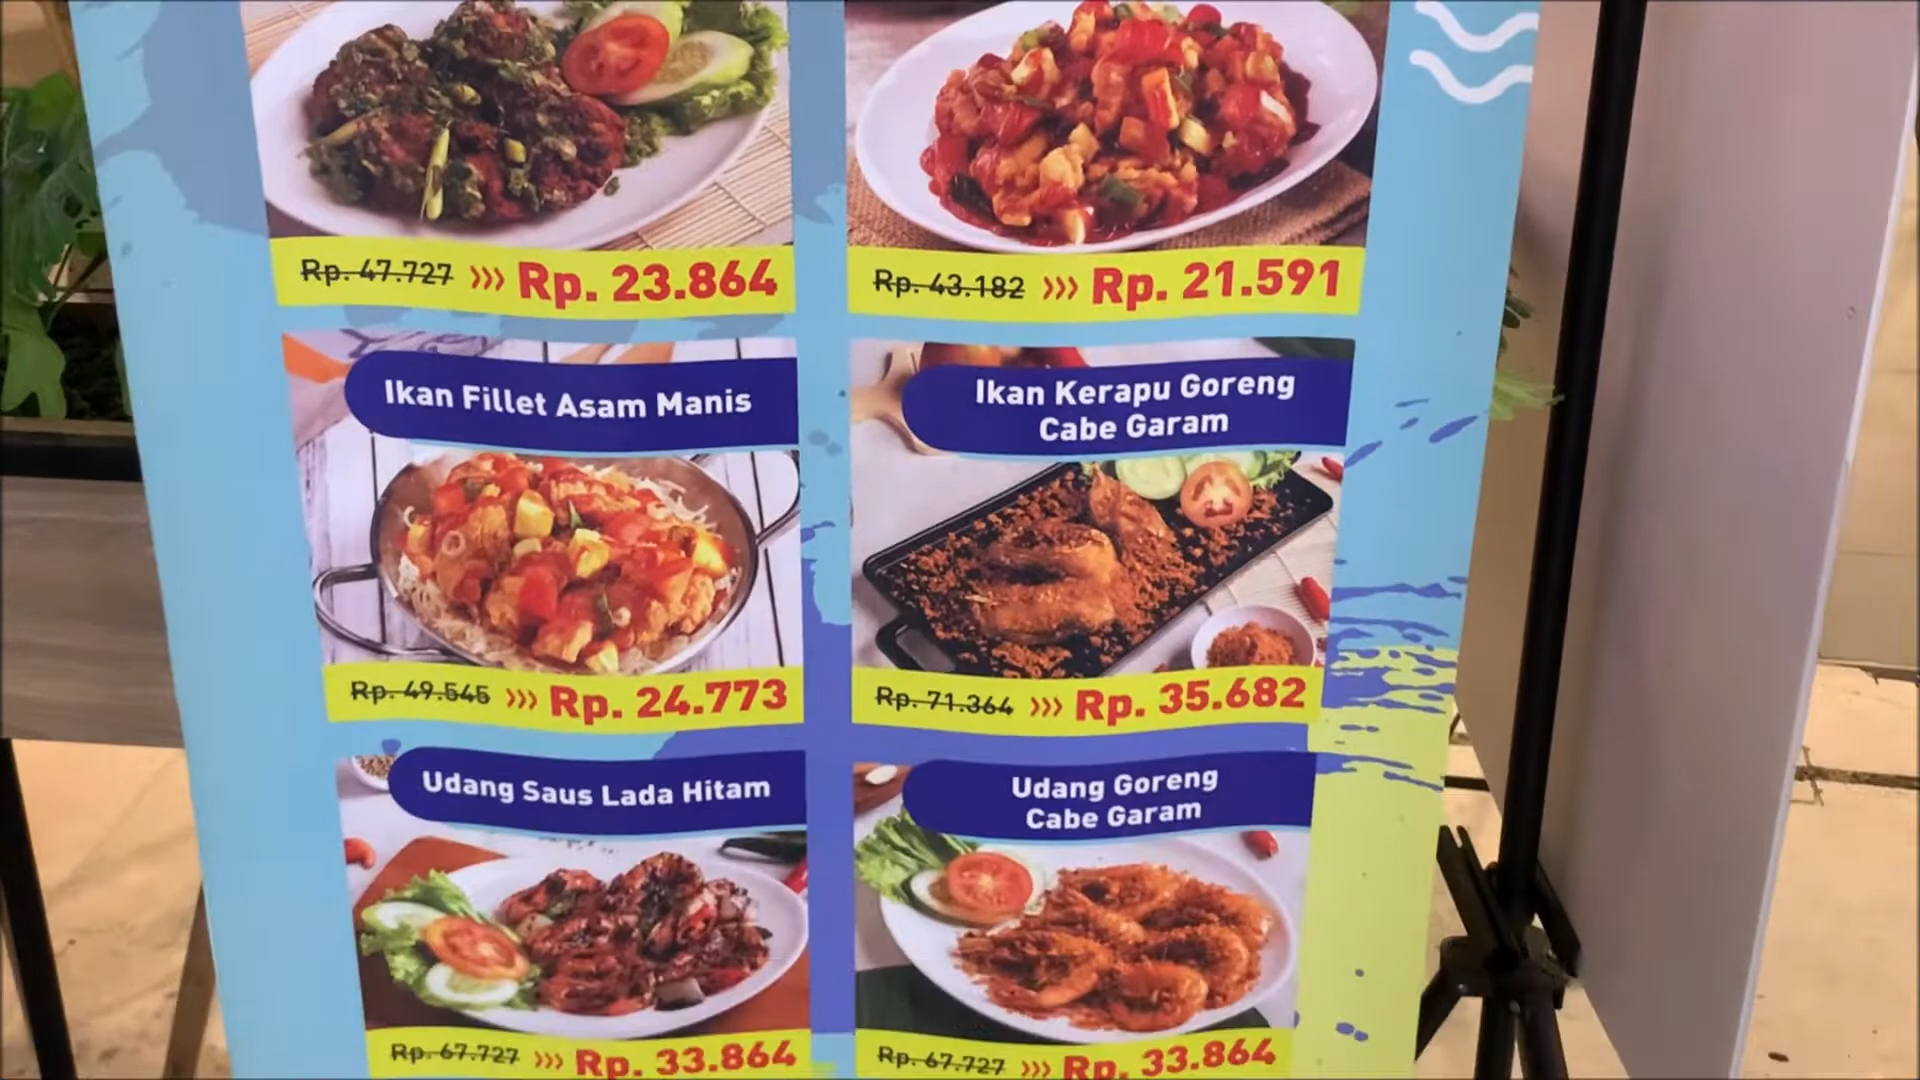 Rp. 47.727 ››› Rp. 23.864
Rp. 43.182 ››› Rp. 21.591
Ikan Fillet Asam Manis
Rp. 49.545 ››› Rp. 24.773
Ikan Kerapu Goreng
Cabe Garam
Rp. 71.364 ››› Rp. 35.682
Udang Saus Lada Hitam
Rp. 67.727 ››› Rp. 33.864
Udang Goreng
Cabe Garam
Rp. 67.727 ››› Rp. 33.864